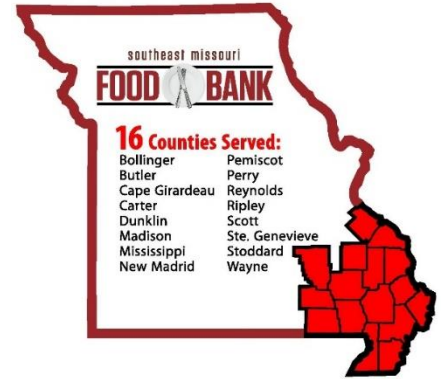 southeast missouri
FOOD BANK
16 Counties Served:
Bollinger Pemiscot
Butler Perry
Cape Girardeau Reynolds
Carter Ripley
Dunklin Scott
Madison Ste. Genevieve
Mississippi Stoddard
New Madrid Wayne